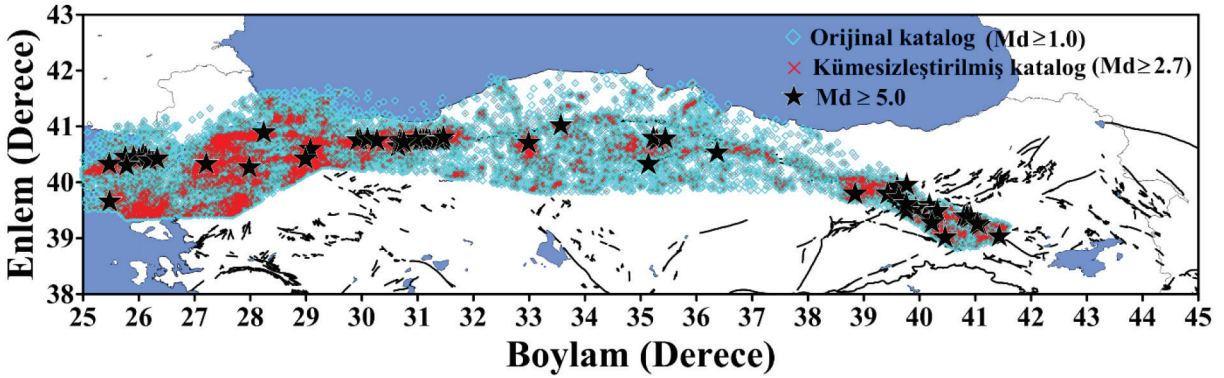 43
42
41
40
39
38
Enlem (Derece)
Orijinal katalog (Md≥1.0)
Kümesizleştirilmiş katalog (Md≥2.7)
Md ≥ 5.0
25 26 27 28 29 30 31 32 33 34 35 36 37 38 39 40 41 42 43 44 45
Boylam (Derece)